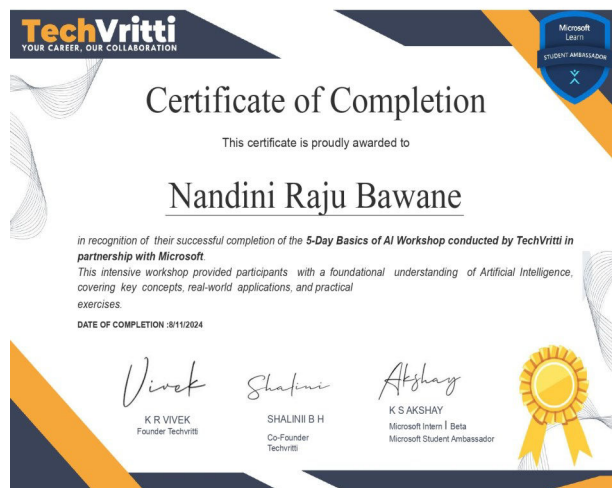 TechVritti
YOUR CAREER, OUR COLLABORATION
Microsoft
Learn
STUDENT AMBASSADOR
Certificate of Completion
This certificate is proudly awarded to
Nandini Raju Bawane
in recognition of their successful completion of the 5-Day Basics of AI Workshop conducted by TechVritti in
partnership with Microsoft.
This intensive workshop provided participants with a foundational understanding of Artificial Intelligence,
covering key concepts, real-world applications, and practical
exercises.
DATE OF COMPLETION :8/11/2024
Vivek
K R VIVEK
Founder Techvritti
Shalini
SHALINII B H
Co-Founder
Techvritti
Akshay
K S AKSHAY
Microsoft Intern | Beta
Microsoft Student Ambassador